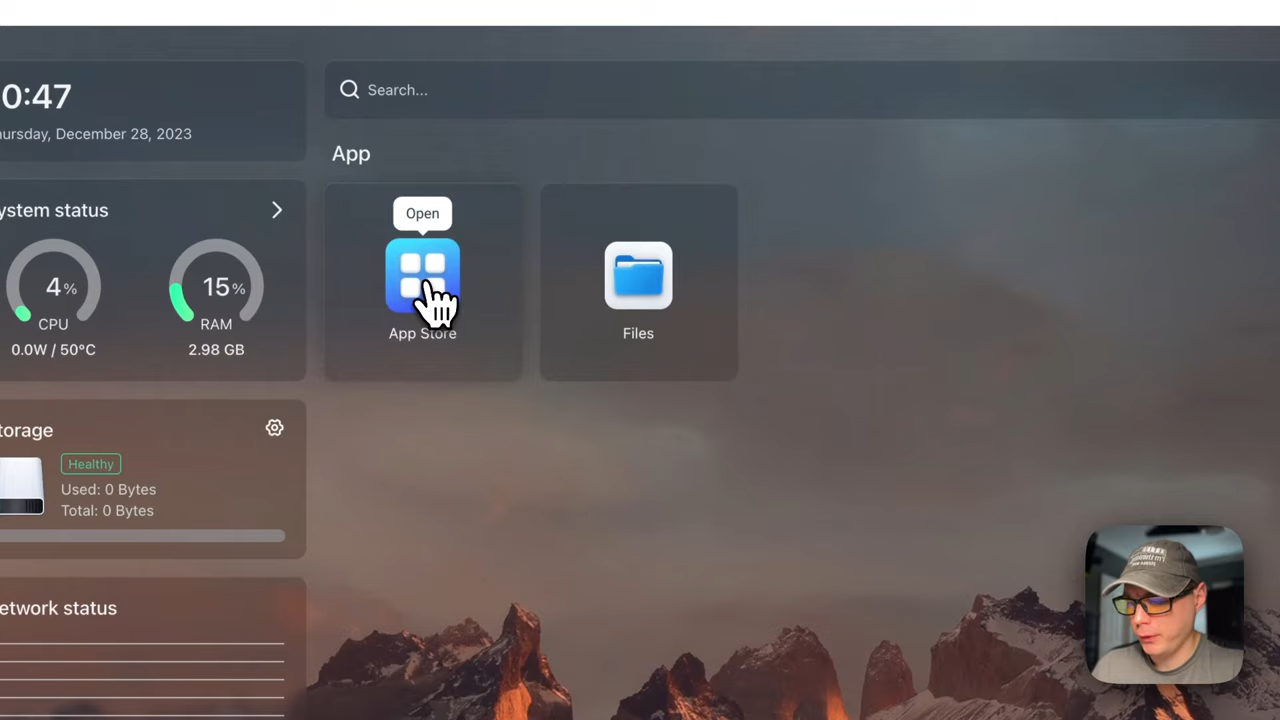 0:47
ursday, December 28, 2023
Search...
App
ystem status
Open
4%
15%
CPU
RAM
App Store
Files
0.0W / 50°C
2.98 GB
torage
Healthy
Used: 0 Bytes
Total: 0 Bytes
etwork status